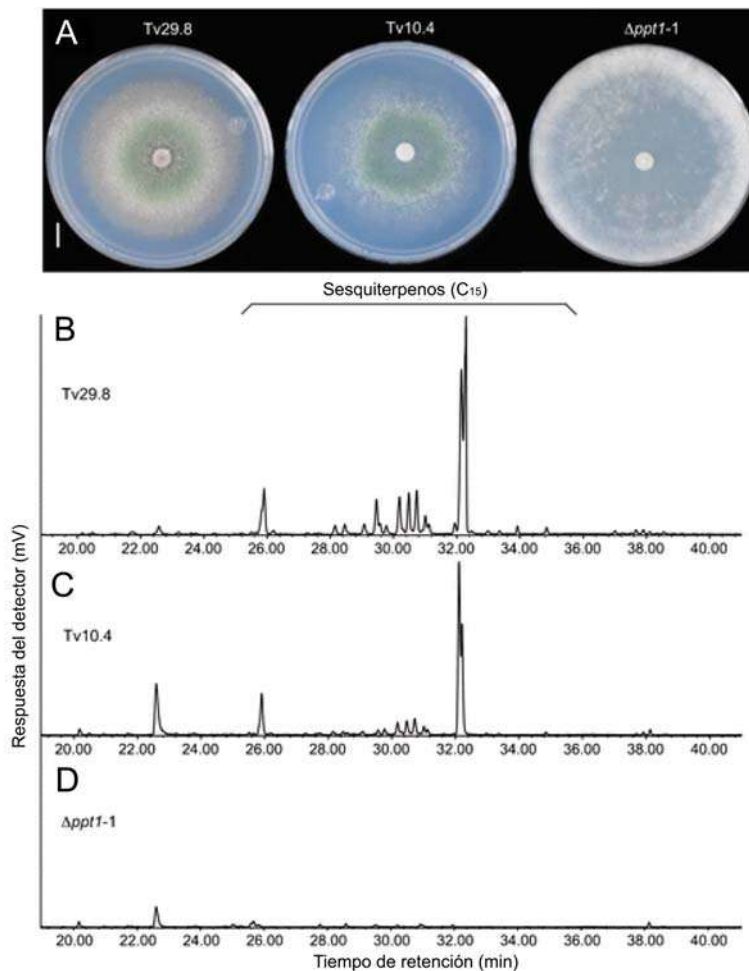 A
Tv29.8 Tv10.4 Δppt1-1
Sesquiterpenos (C₁₅)
B
Tv29.8
20.00 22.00 24.00 26.00 28.00 30.00 32.00 34.00 36.00 38.00 40.00
C
Tv10.4
20.00 22.00 24.00 26.00 28.00 30.00 32.00 34.00 36.00 38.00 40.00
D
Δppt1-1
20.00 22.00 24.00 26.00 28.00 30.00 32.00 34.00 36.00 38.00 40.00
Respuesta del detector (mV)
Tiempo de retención (min)